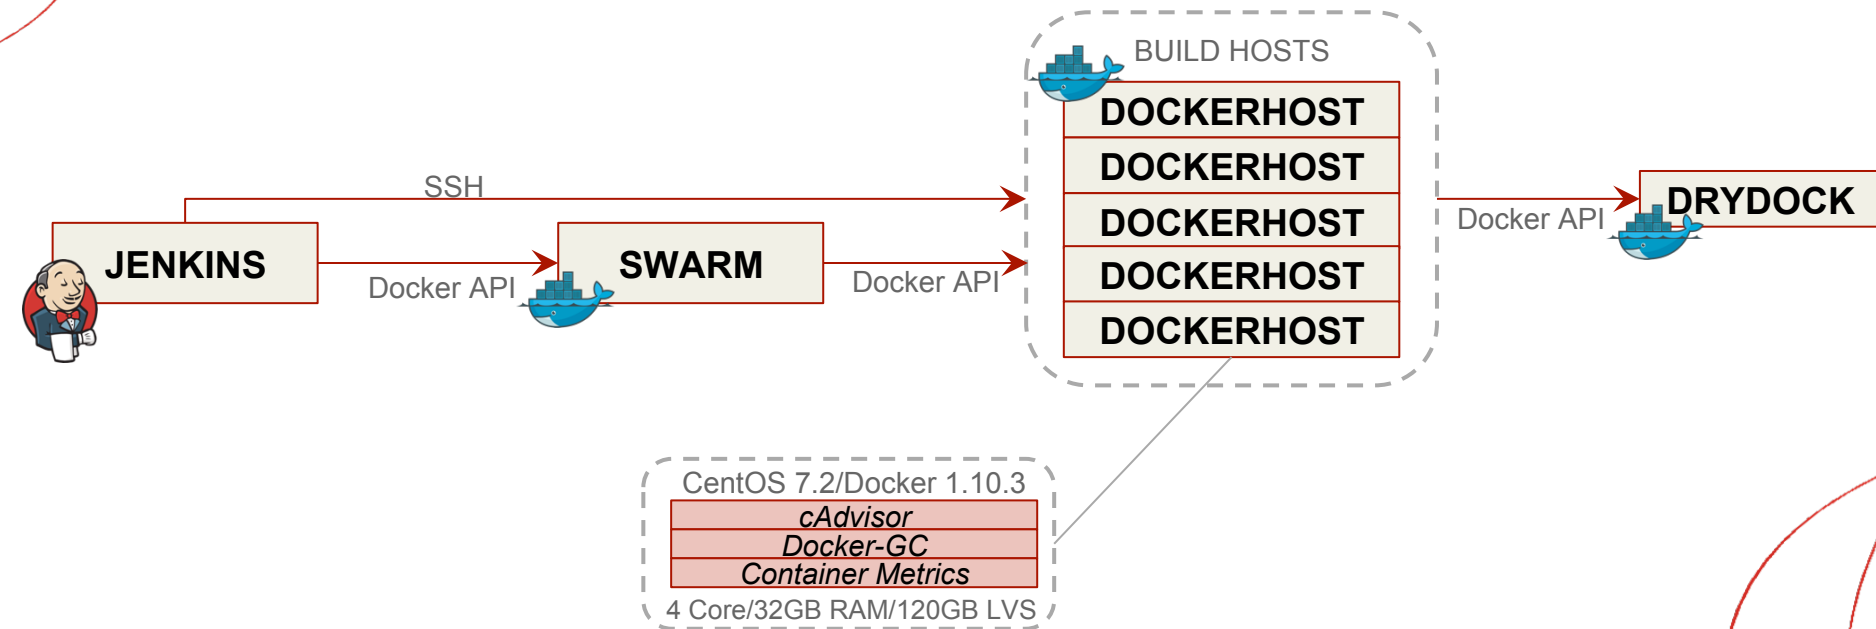 BUILD HOSTS
DOCKERHOST
DOCKERHOST
DOCKERHOST
DOCKERHOST
DOCKERHOST
SSH
JENKINS
Docker API
SWARM
Docker API
Docker API
DRYDOCK
CentOS 7.2/Docker 1.10.3
cAdvisor
Docker-GC
Container Metrics
4 Core/32GB RAM/120GB LVS